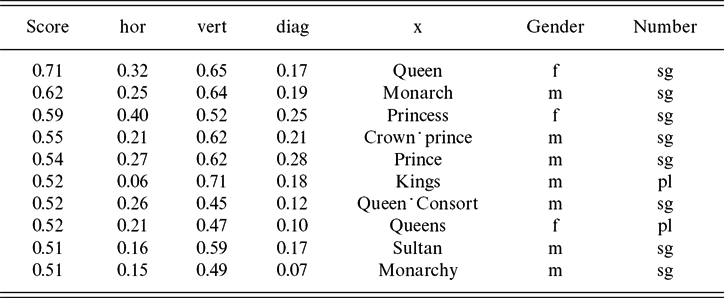 Score hor vert diag x Gender Number
0.71 0.32 0.65 0.17 Queen f sg
0.62 0.25 0.64 0.19 Monarch m sg
0.59 0.40 0.52 0.25 Princess f sg
0.55 0.21 0.62 0.21 Crown˙prince m sg
0.54 0.27 0.62 0.28 Prince m sg
0.52 0.06 0.71 0.18 Kings m pl
0.52 0.26 0.45 0.12 Queen˙Consort m sg
0.52 0.21 0.47 0.10 Queens f pl
0.51 0.16 0.59 0.17 Sultan m sg
0.51 0.15 0.49 0.07 Monarchy m sg